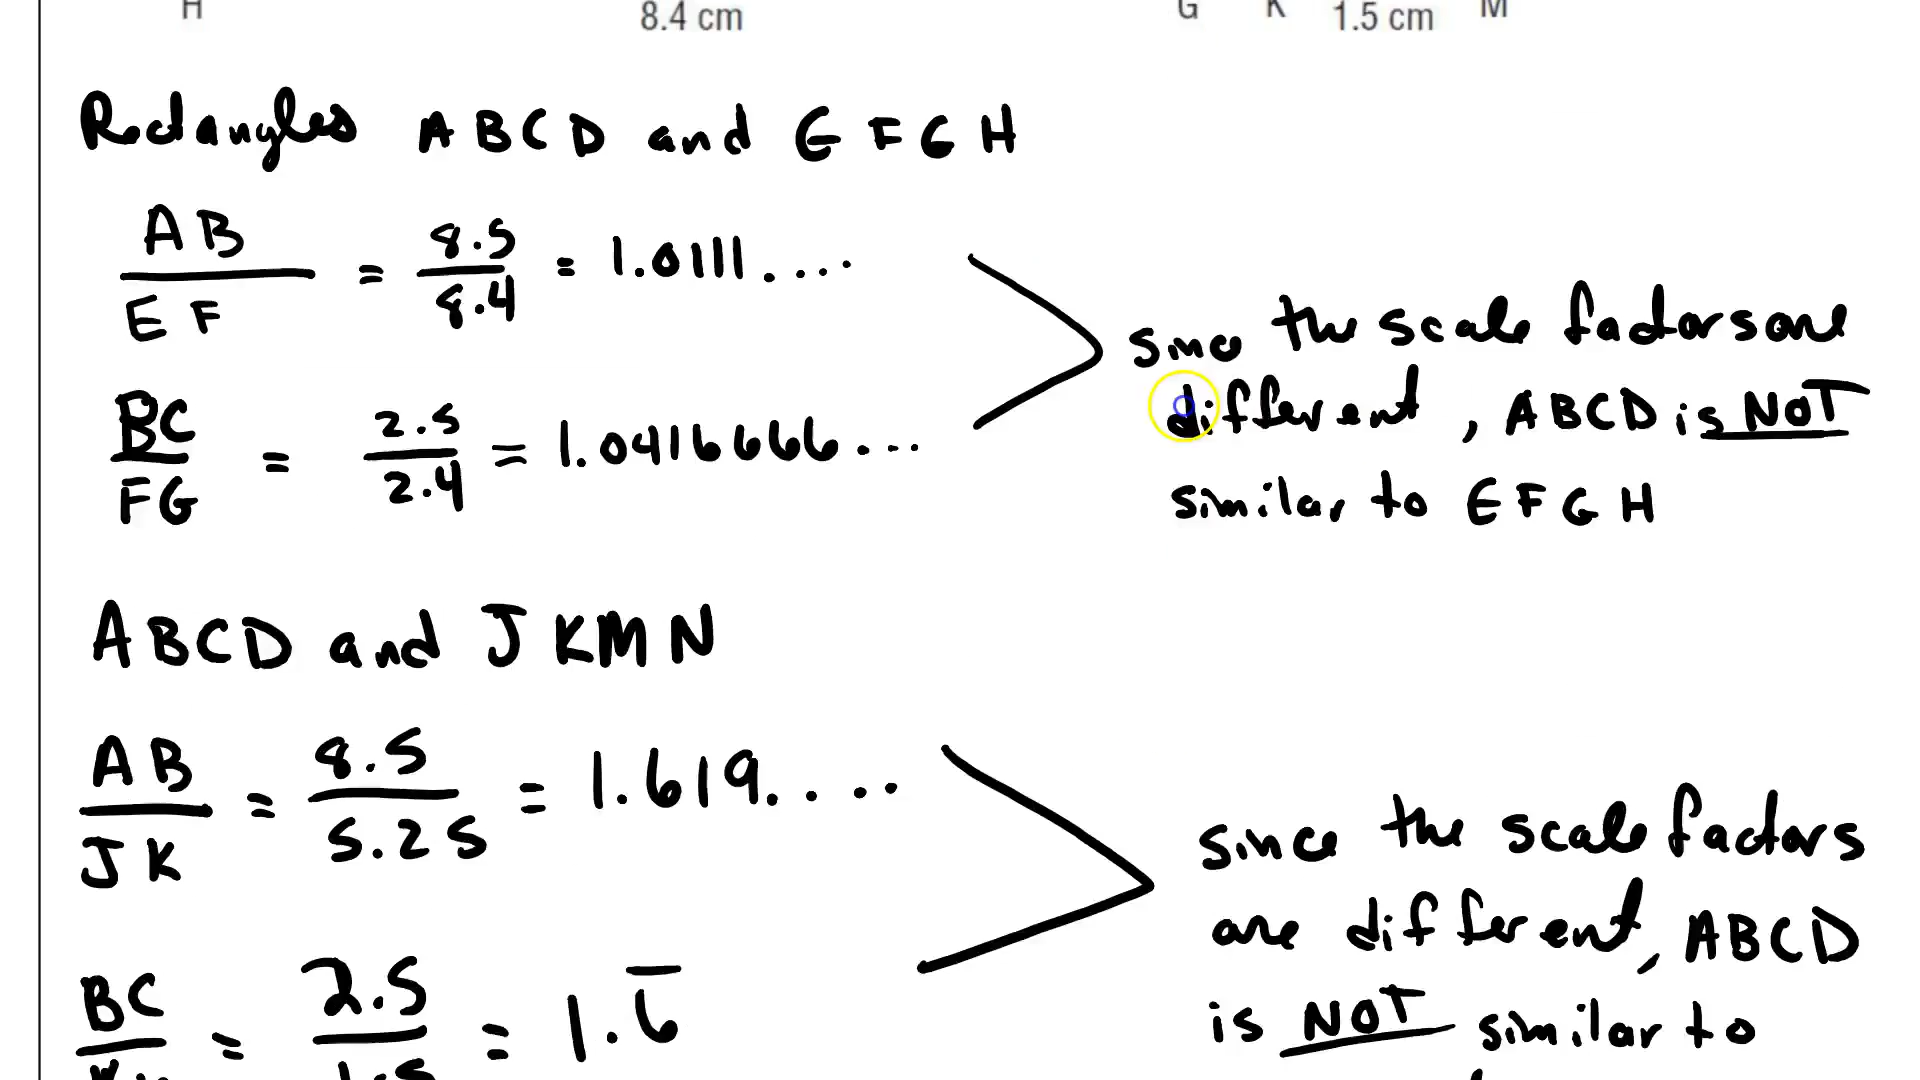 H 8.4 cm G K 1.5 cm M
Rectangles ABCD and EFGH
AB / EF = 8.5 / 8.4 = 1.0111....
since the scale factors are
different, ABCD is NOT
similar to EFGH
BC / FG = 2.5 / 2.4 = 1.0416666...
ABCD and JKMN
AB / JK = 8.5 / 5.25 = 1.619....
since the scale factors
are different, ABCD
is NOT similar to
BC / = 2.5 / 1.5 = 1.6̅